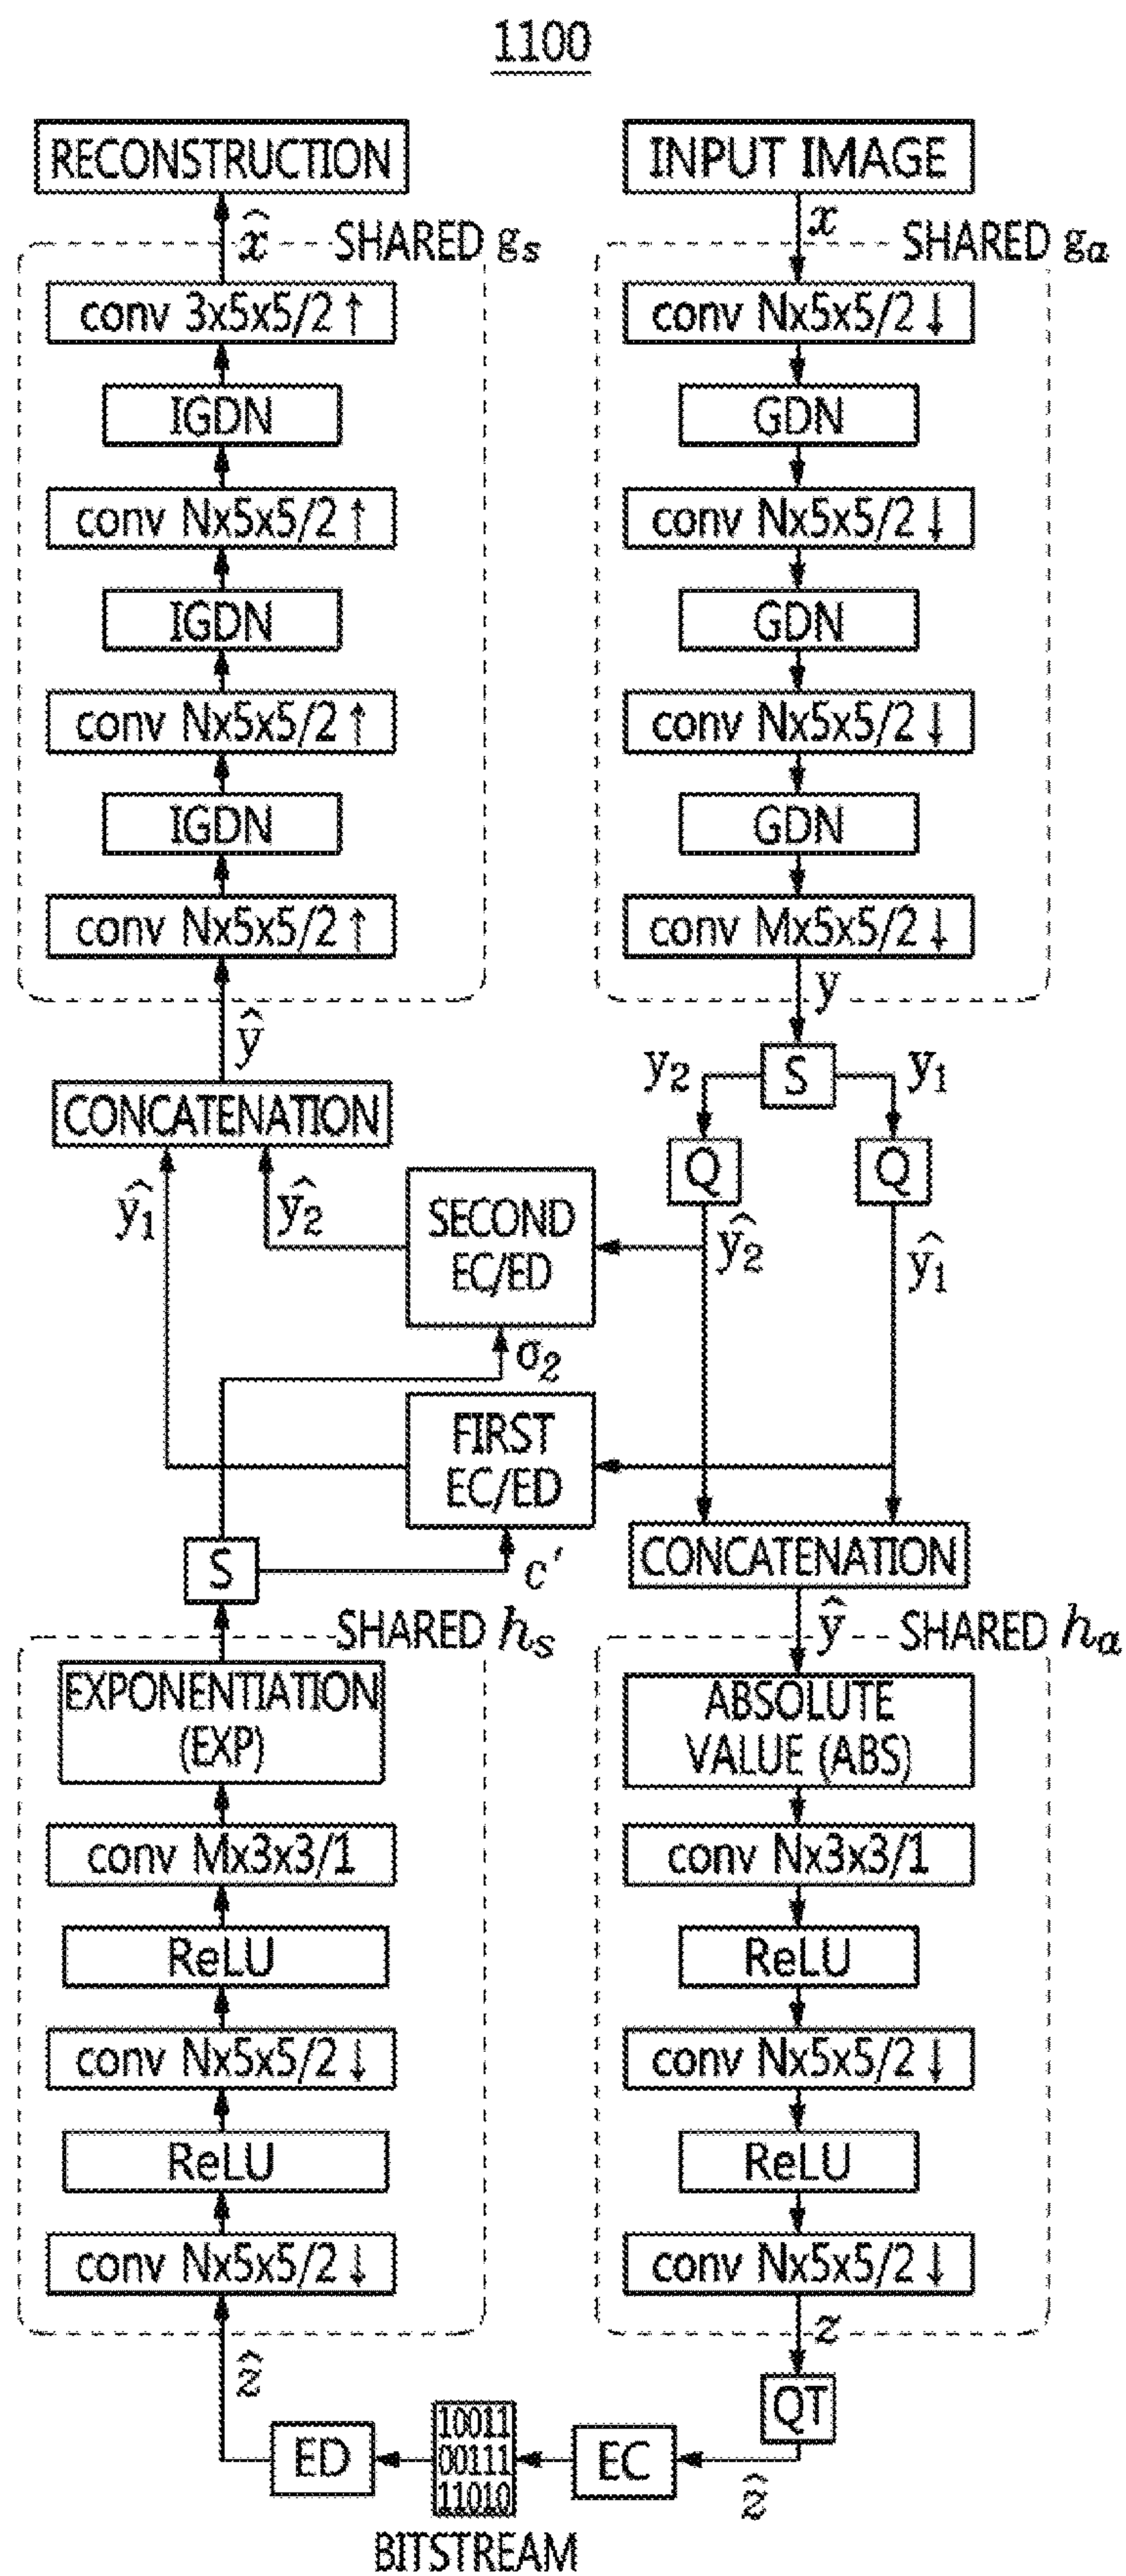 1100
RECONSTRUCTION
x̂
SHARED gₛ
conv 3x5x5/2↑
IGDN
conv Nx5x5/2↑
IGDN
conv Nx5x5/2↑
IGDN
conv Nx5x5/2↑
ŷ
CONCATENATION
ŷ₁
ŷ₂
INPUT IMAGE
x
SHARED gₐ
conv Nx5x5/2↓
GDN
conv Nx5x5/2↓
GDN
conv Nx5x5/2↓
GDN
conv Mx5x5/2↓
y
S
y₂
y₁
Q
Q
ŷ₂
ŷ₁
SECOND
EC/ED
σ₂
FIRST
EC/ED
c′
S
CONCATENATION
ŷ
SHARED hₛ
EXPONENTIATION
(EXP)
conv Mx3x3/1
ReLU
conv Nx5x5/2↓
ReLU
conv Nx5x5/2↓
ẑ
SHARED hₐ
ABSOLUTE
VALUE (ABS)
conv Nx3x3/1
ReLU
conv Nx5x5/2↓
ReLU
conv Nx5x5/2↓
z
QT
ẑ
EC
10011
00111
11010
BITSTREAM
ED